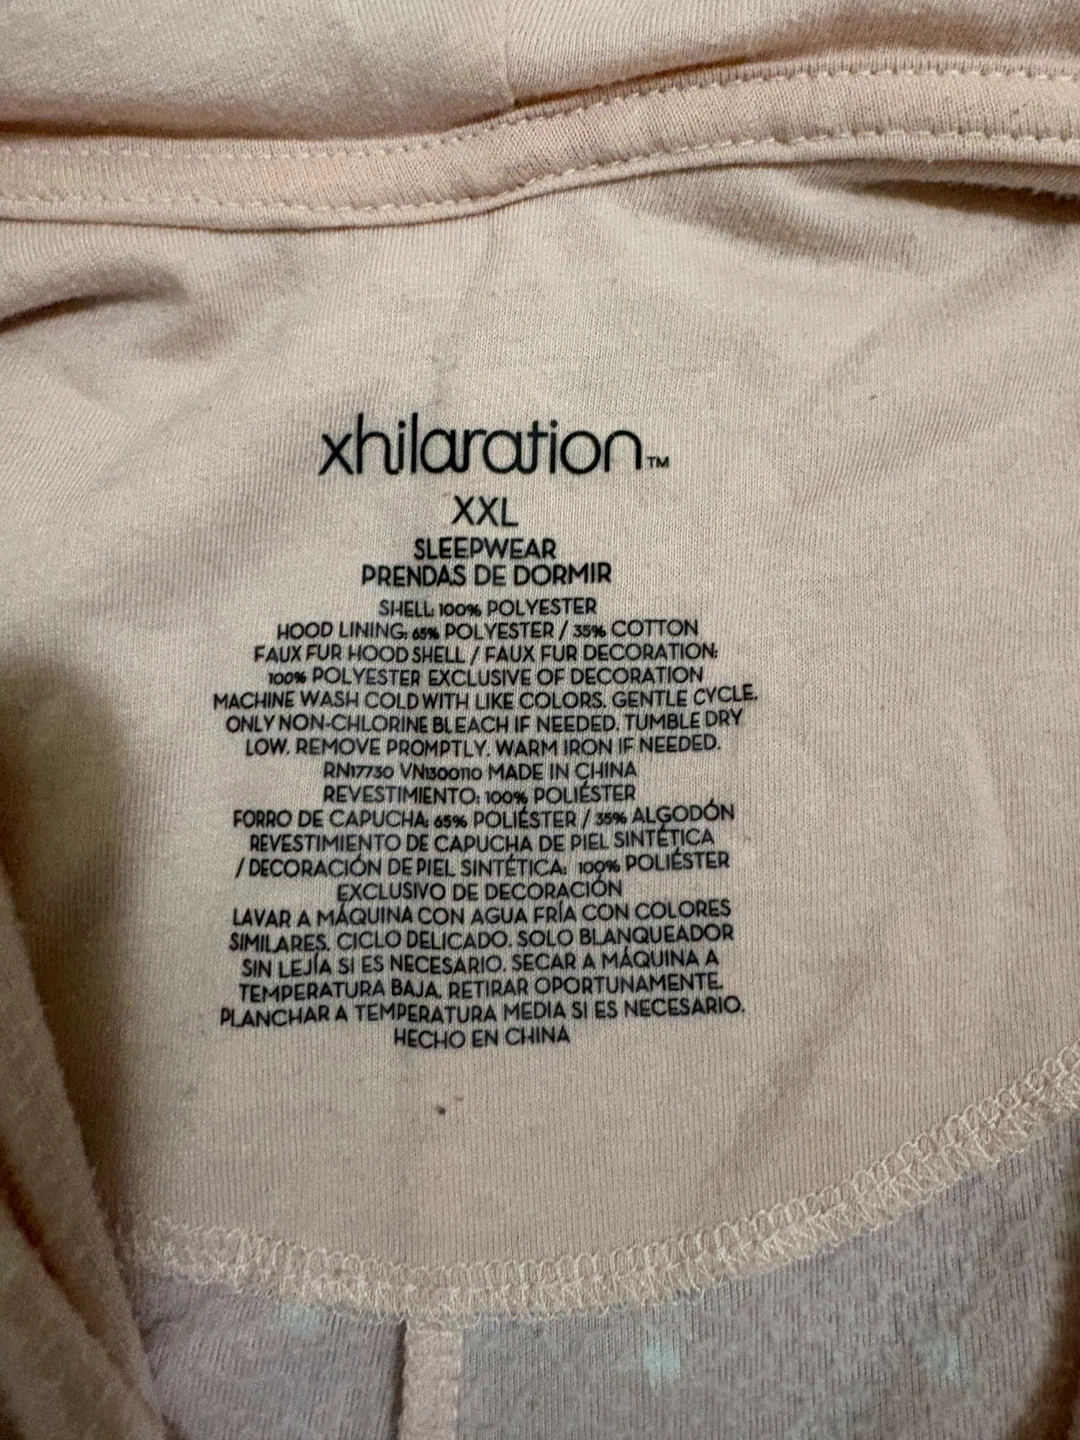 xhilaration™
XXL
SLEEPWEAR
PRENDAS DE DORMIR
SHELL: 100% POLYESTER
HOOD LINING: 65% POLYESTER / 35% COTTON
FAUX FUR HOOD SHELL / FAUX FUR DECORATION:
100% POLYESTER EXCLUSIVE OF DECORATION
MACHINE WASH COLD WITH LIKE COLORS. GENTLE CYCLE.
ONLY NON-CHLORINE BLEACH IF NEEDED. TUMBLE DRY
LOW. REMOVE PROMPTLY. WARM IRON IF NEEDED.
RN17730 VN1300110 MADE IN CHINA
REVESTIMIENTO: 100% POLIÉSTER
FORRO DE CAPUCHA: 65% POLIÉSTER / 35% ALGODÓN
REVESTIMIENTO DE CAPUCHA DE PIEL SINTÉTICA
/ DECORACIÓN DE PIEL SINTÉTICA: 100% POLIÉSTER
EXCLUSIVO DE DECORACIÓN
LAVAR A MÁQUINA CON AGUA FRÍA CON COLORES
SIMILARES. CICLO DELICADO. SOLO BLANQUEADOR
SIN LEJÍA SI ES NECESARIO. SECAR A MÁQUINA A
TEMPERATURA BAJA. RETIRAR OPORTUNAMENTE.
PLANCHAR A TEMPERATURA MEDIA SI ES NECESARIO.
HECHO EN CHINA